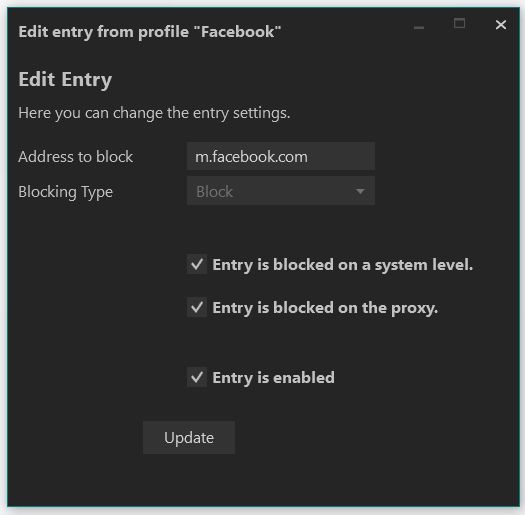 Edit entry from profile "Facebook"
Edit Entry
Here you can change the entry settings.
Address to block m.facebook.com
Blocking Type Block
Entry is blocked on a system level.
Entry is blocked on the proxy.
Entry is enabled
Update